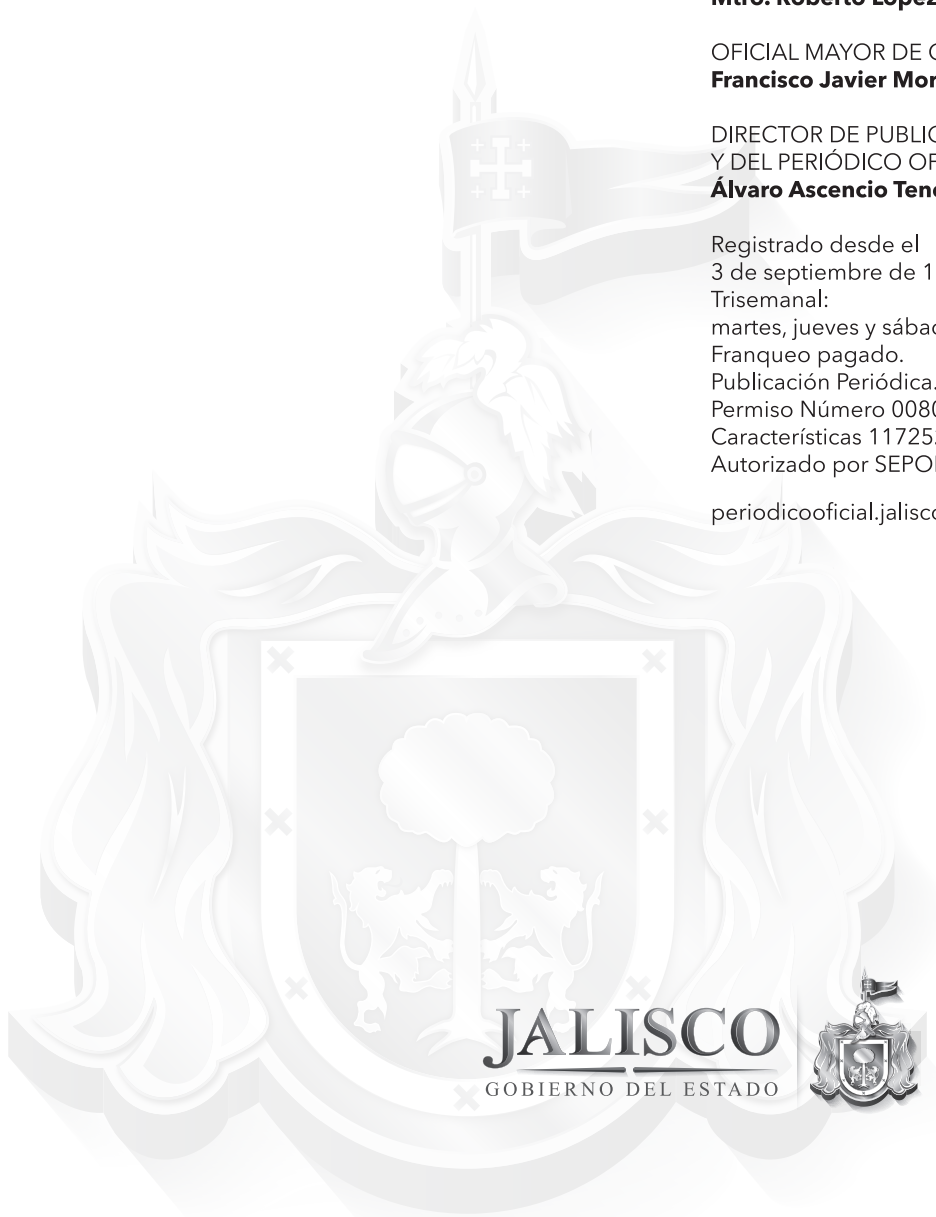 OFICIAL MAYOR DE
Francisco Javier
DIRECTOR DE
Y DEL PERIÓDICO
Álvaro Ascencio
Registrado desde el
3 de septiembre de
Trisemanal:
martes, jueves y
Franqueo pagado.
Publicación Periódica.
Permiso Número
Características
Autorizado por
JALISCO
GOBIERNO DEL ESTADO